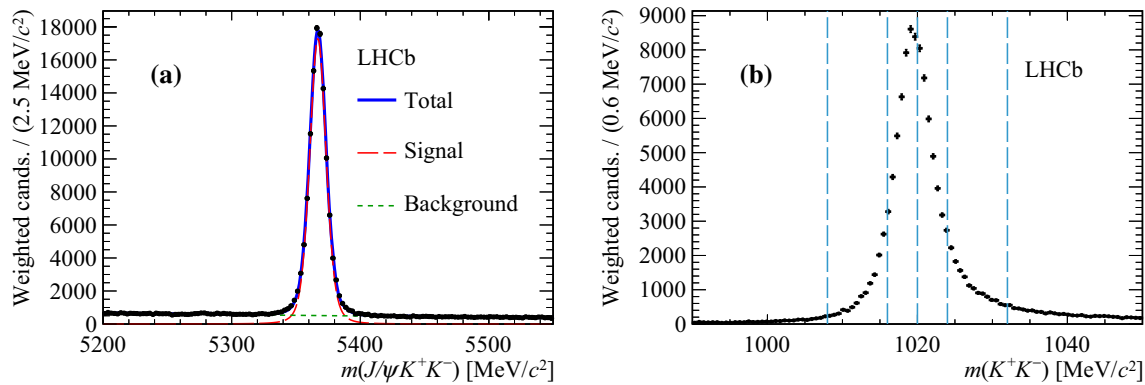 Weighted cands. / (2.5 MeV/c²)
18000
16000
14000
12000
10000
8000
6000
4000
2000
0
(a)
LHCb
Total
Signal
Background
5200 5300 5400 5500
m(J/ψK⁺K⁻) [MeV/c²]
Weighted cands. / (0.6 MeV/c²)
9000
8000
7000
6000
5000
4000
3000
2000
1000
0
(b)
LHCb
1000 1020 1040
m(K⁺K⁻) [MeV/c²]